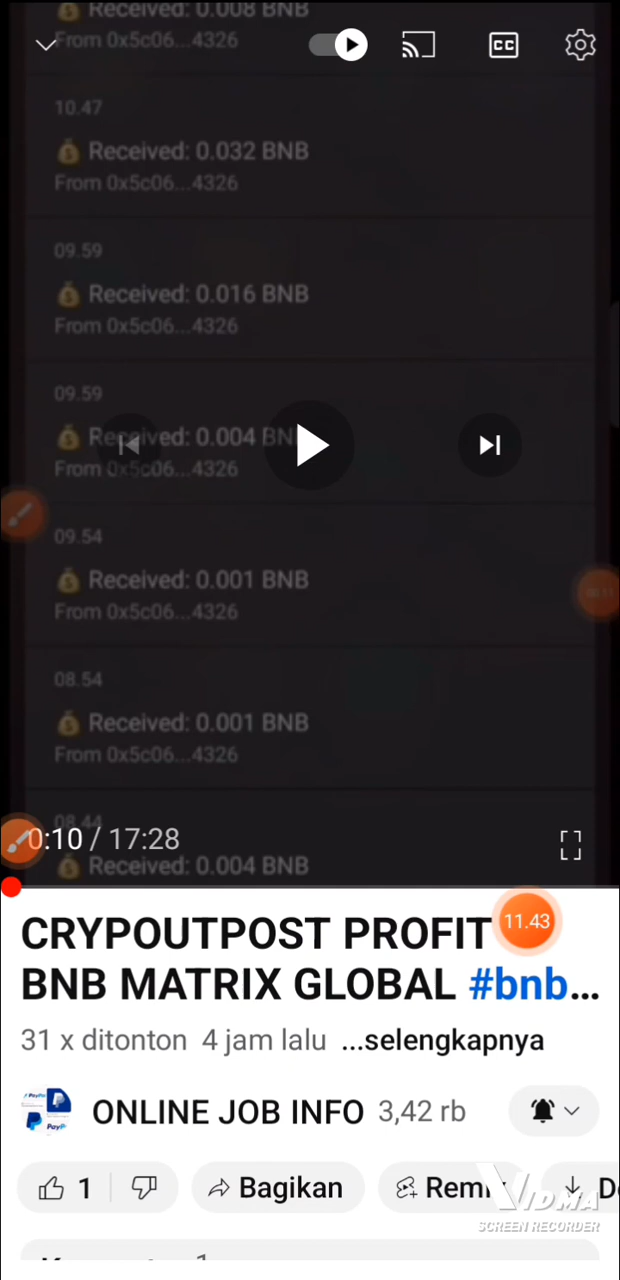 Received: 0.008 BNB
From 0x5c06...4326
CC
10.47
Received: 0.032 BNB
From 0x5c06...4326
09.59
Received: 0.016 BNB
From 0x5c06...4326
09.59
Received: 0.004 BNB
From 0x5c06...4326
09.54
Received: 0.001 BNB
From 0x5c06...4326
08.54
Received: 0.001 BNB
From 0x5c06...4326
08.44
0:10 / 17:28
Received: 0.004 BNB
CRYPOUTPOST PROFIT
11.43
BNB MATRIX GLOBAL #bnb...
31 x ditonton 4 jam lalu ...selengkapnya
ONLINE JOB INFO 3,42 rb
1
Bagikan
VIDMA
SCREEN RECORDER